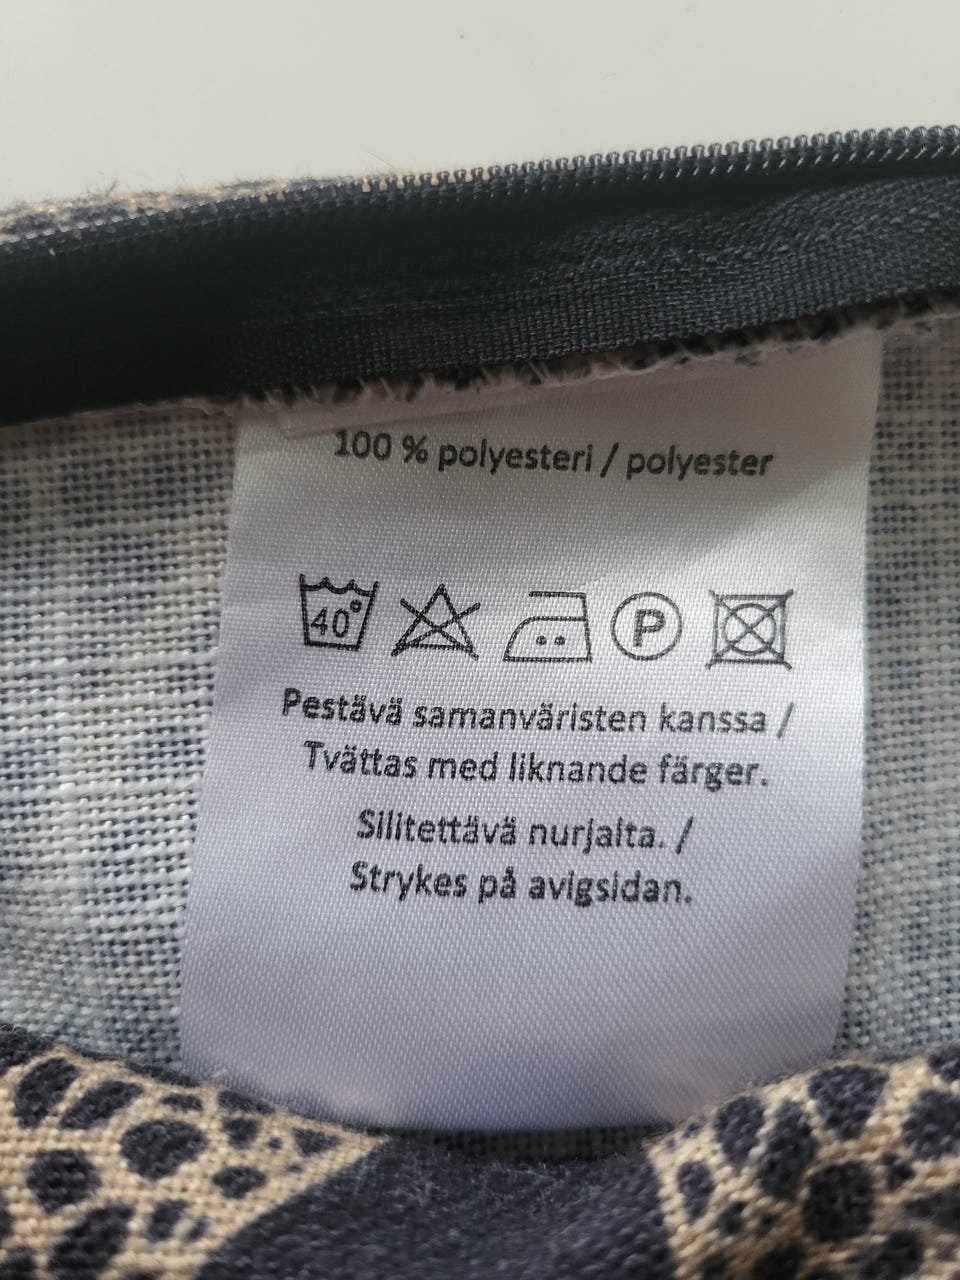 100 % polyesteri / polyester
40° P
Pestävä samanväristen kanssa /
Tvättas med liknande färger.
Silitettävä nurjalta. /
Strykes på avigsidan.